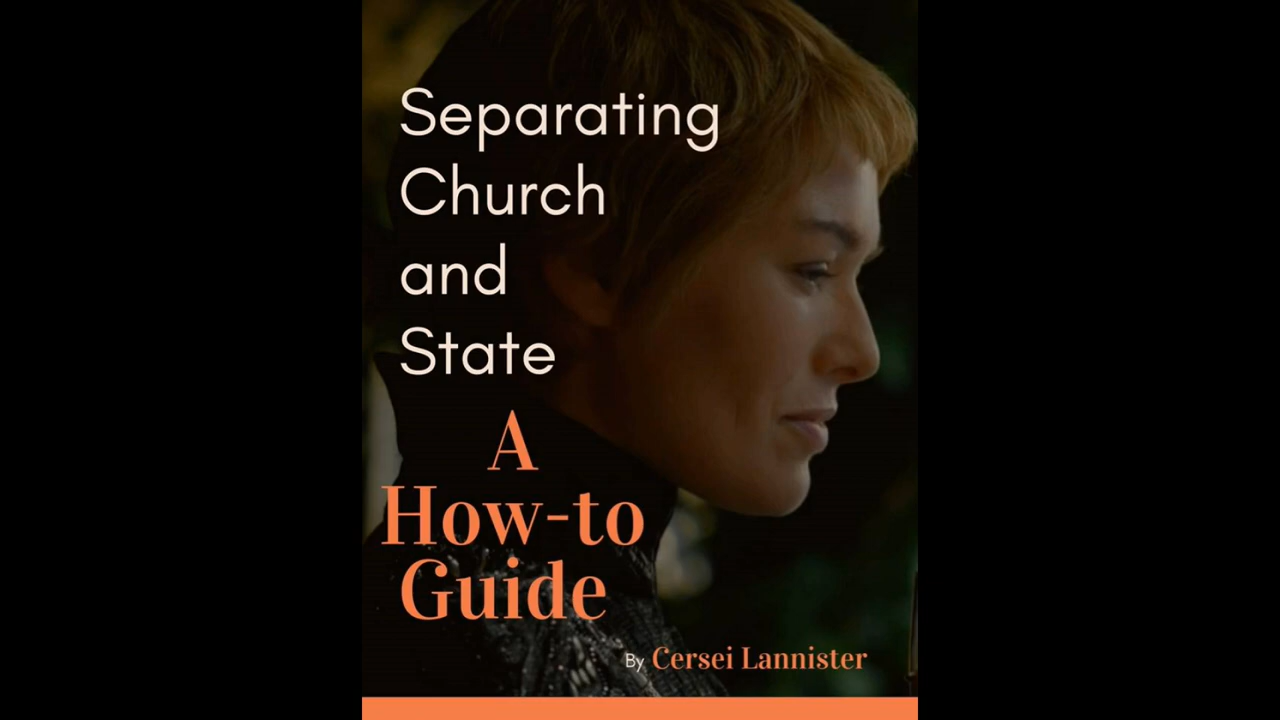 Separating
Church
and
State
A
How-to
Guide
By Cersei Lannister